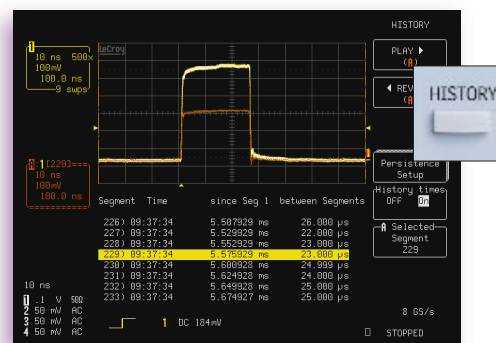 HISTORY
LeCroy
1
10 ns 500x
100mV
100.0 ns
9 swps
PLAY
(A)
REV
(A
HISTORY
A:1[229]
10 ns
100mV
100.0 ns
Persistence
Setup
History times
OFF On
A Selected
Segment
229
Segment Time since Seg 1 between Segments
226) 09:37:34 5.507929 ms 26.000 µs
227) 09:37:34 5.529929 ms 22.000 µs
228) 09:37:34 5.552929 ms 23.000 µs
229) 09:37:34 5.575929 ms 23.000 µs
230) 09:37:34 5.600928 ms 24.999 µs
231) 09:37:34 5.624928 ms 24.000 µs
232) 09:37:34 5.649928 ms 25.000 µs
233) 09:37:34 5.674927 ms 25.000 µs
10 ns
1 .1 V 50Ω
2 50 mV AC
3 50 mV AC
4 50 mV AC
1 DC 184mV
8 GS/s
STOPPED